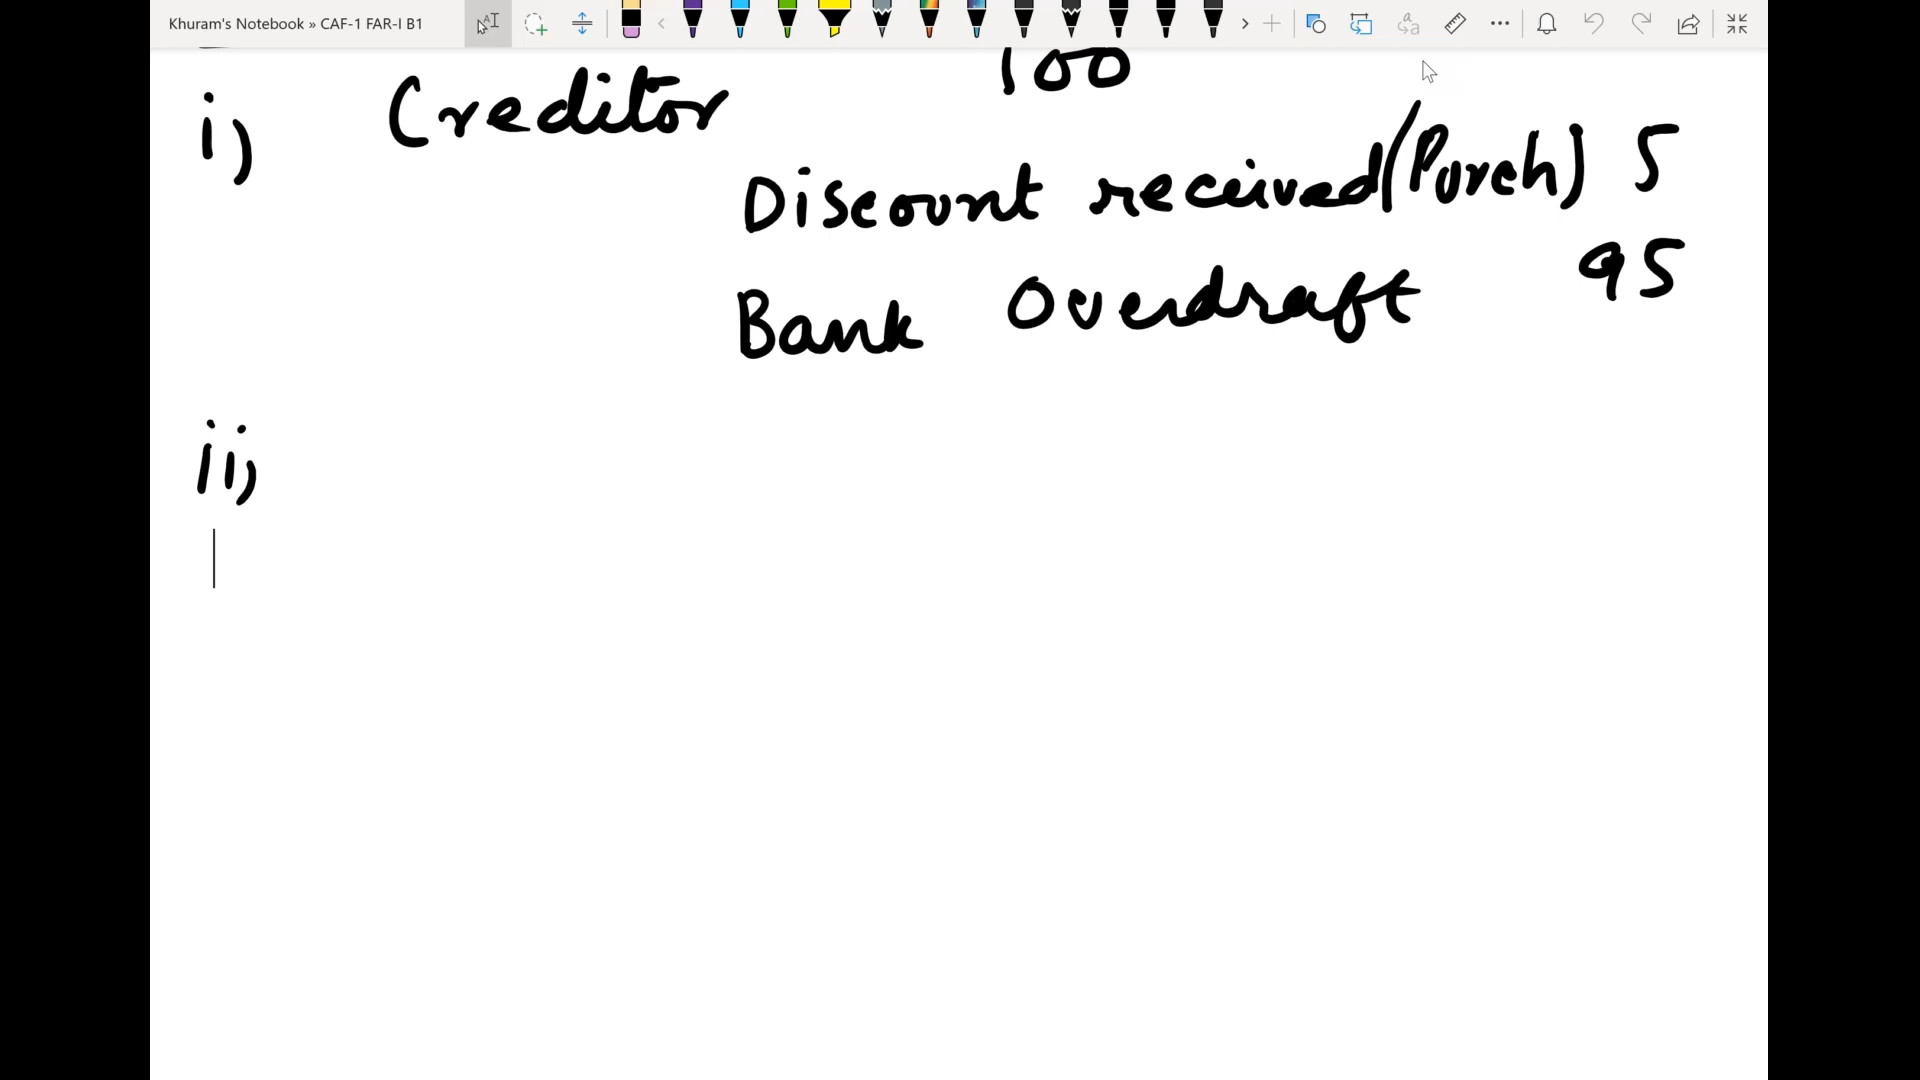 Khuram's Notebook » CAF-1 FAR-I B1
i) Creditor 100
Discount received (Purch) 5
Bank Overdraft 95
ii)